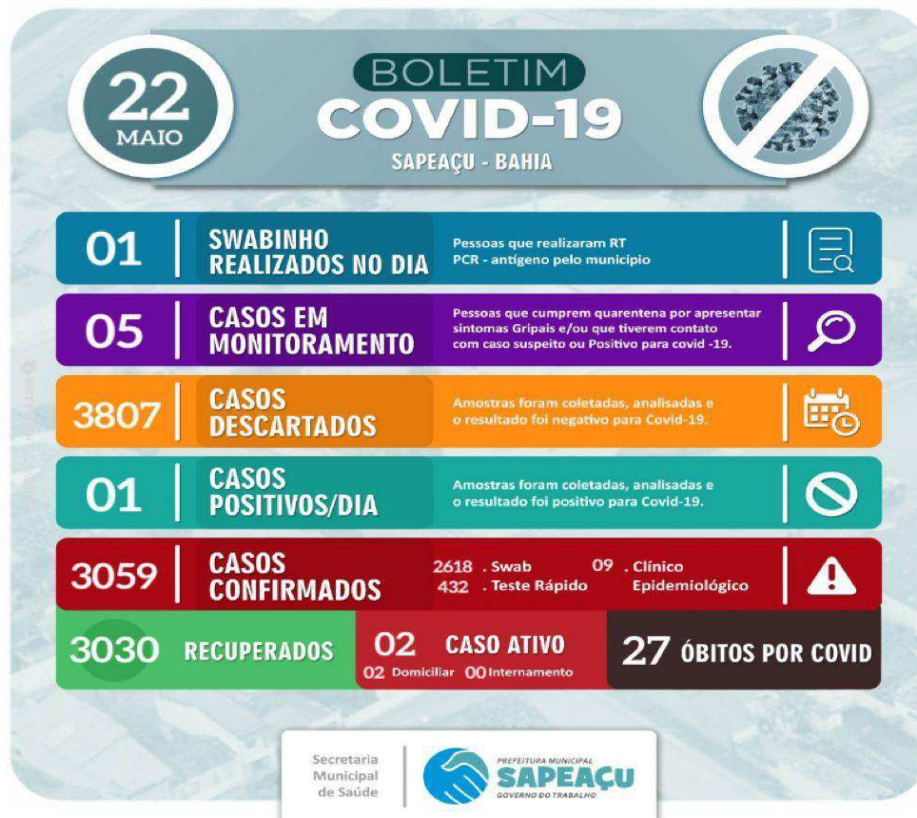 22
MAIO
BOLETIM
COVID-19
SAPEAÇU - BAHIA
01
SWABINHO
REALIZADOS NO DIA
Pessoas que realizaram RT
PCR - antígeno pelo município
05
CASOS EM
MONITORAMENTO
Pessoas que cumprem quarentena por apresentar
sintomas Gripais e/ou que tiverem contato
com caso suspeito ou Positivo para covid -19.
3807
CASOS
DESCARTADOS
Amostras foram coletadas, analisadas e
o resultado foi negativo para Covid-19.
01
CASOS
POSITIVOS/DIA
Amostras foram coletadas, analisadas e
o resultado foi positivo para Covid-19.
3059
CASOS
CONFIRMADOS
2618 . Swab
432 . Teste Rápido
09 . Clínico
Epidemiológico
3030 RECUPERADOS
02 CASO ATIVO
02 Domiciliar 00 Internamento
27 ÓBITOS POR COVID
Secretaria
Municipal
de Saúde
PREFEITURA MUNICIPAL
SAPEAÇU
GOVERNO DO TRABALHO